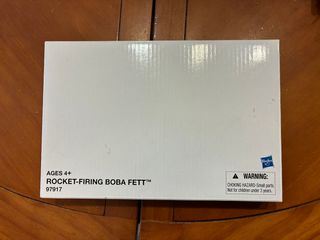 AGES 4+
ROCKET-FIRING BOBA FETT™
97917
Hasbro
⚠ WARNING:
CHOKING HAZARD-Small parts.
Not for children under 3 years.